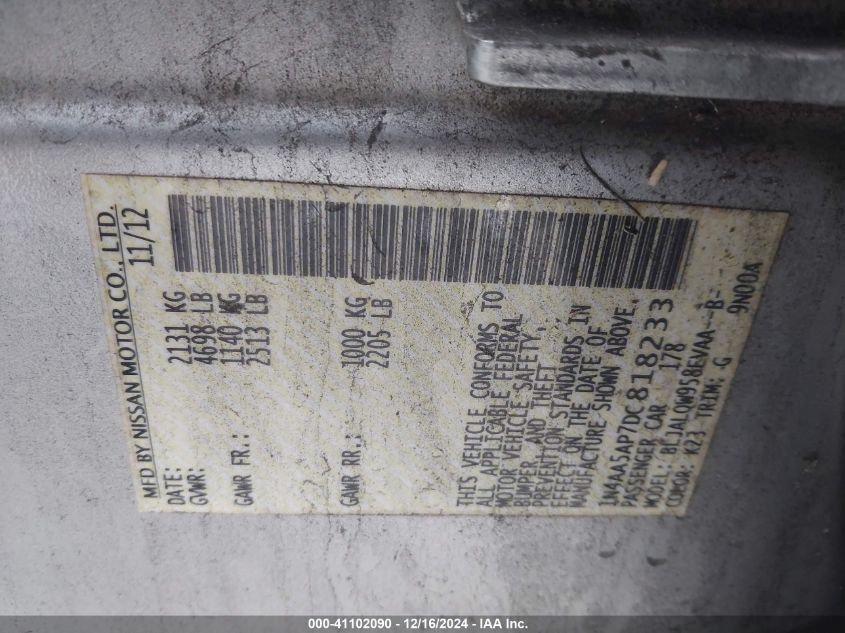 MFD BY NISSAN MOTOR CO., LTD.
DATE: 11/12
GVWR: 2131 KG
4698 LB
GAWR FR.: 1140 KG
2513 LB
GAWR RR.: 1000 KG
2205 LB
THIS VEHICLE CONFORMS TO
ALL APPLICABLE FEDERAL
MOTOR VEHICLE SAFETY,
BUMPER AND THEFT
PREVENTION STANDARDS IN
EFFECT ON THE DATE OF
MANUFACTURE SHOWN ABOVE.
1N4AA5AP7DC818233
PASSENGER CAR 178
MODEL: BLJALQW958EVAA--B-
COLOR: K23 TRIM: G 9N00A
000-41102090 - 12/16/2024 - IAA Inc.